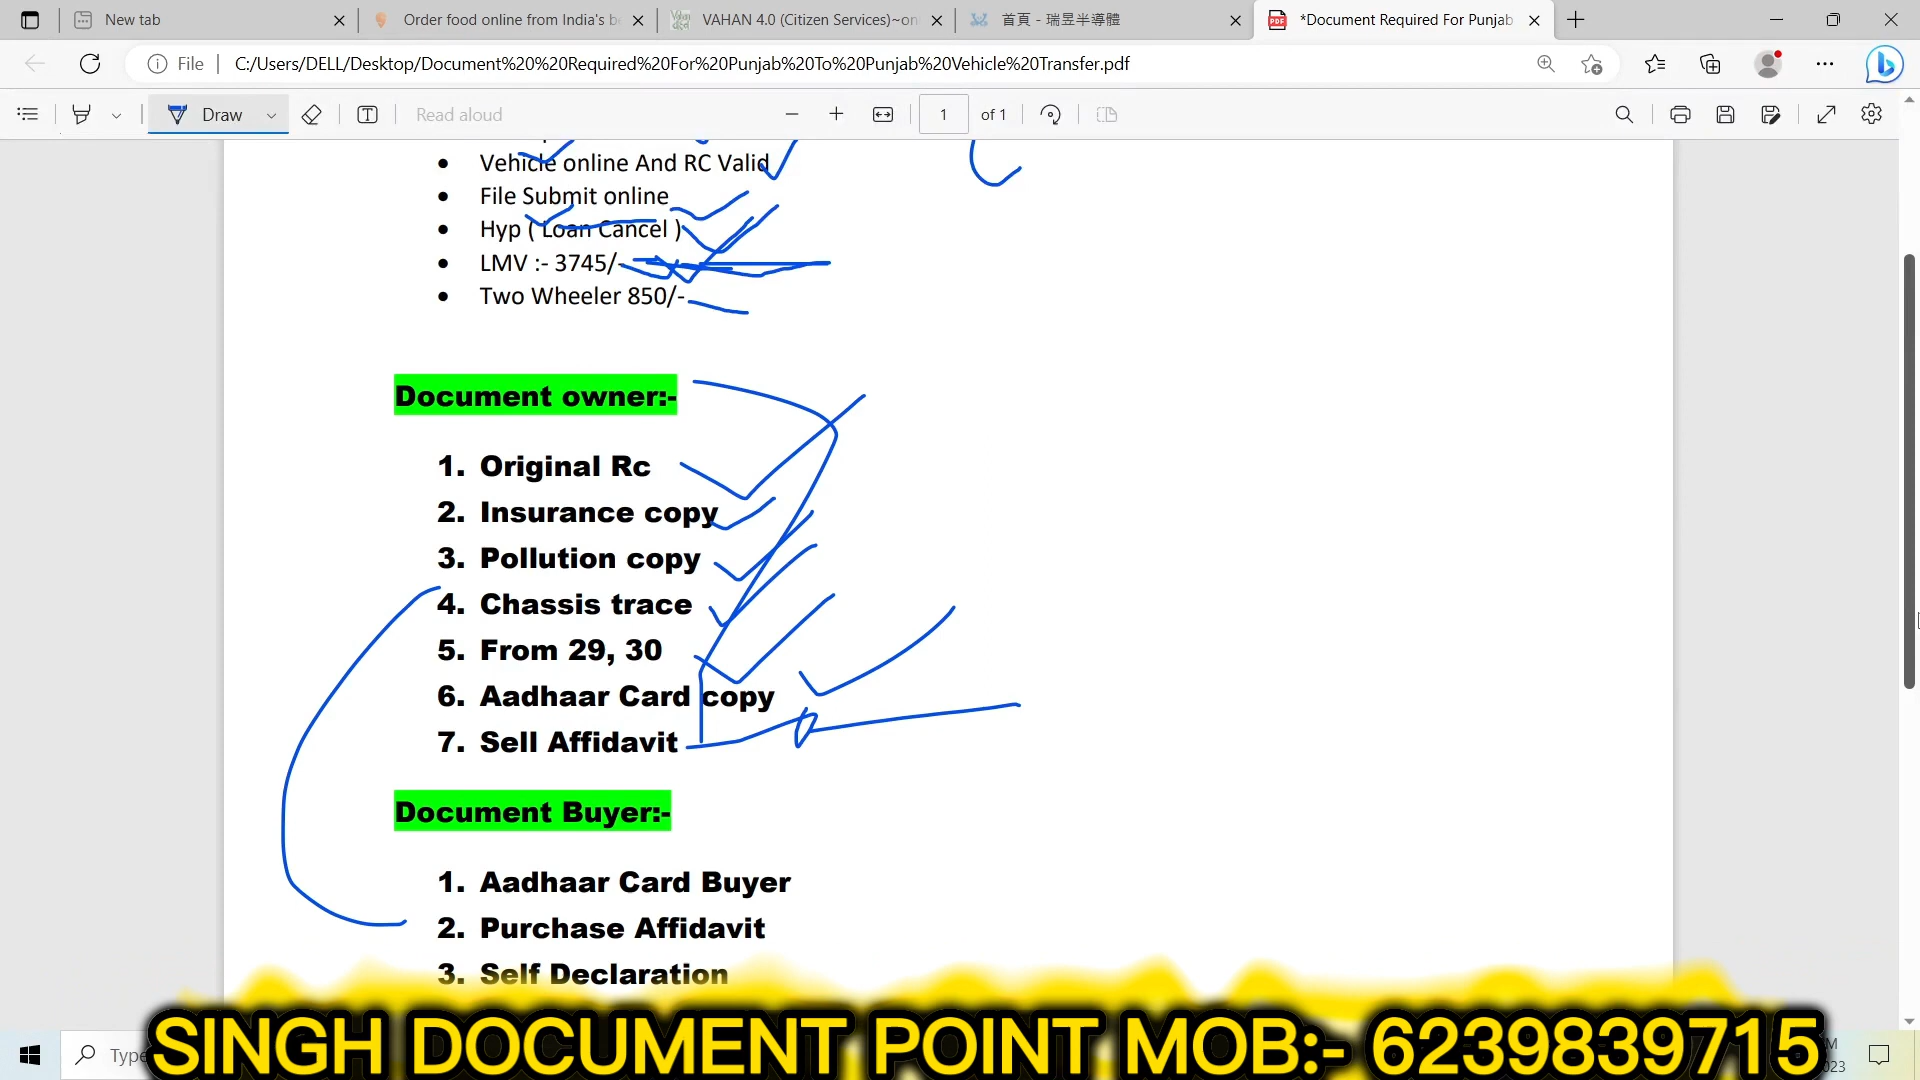 New tab
Order food online from India's b
VAHAN 4.0 (Citizen Services)~on
首頁 - 瑞昱半導體
*Document Required For Punjab
File
C:/Users/DELL/Desktop/Document%20%20Required%20For%20Punjab%20To%20Punjab%20Vehicle%20Transfer.pdf
Draw
Read aloud
1
of 1
• Vehicle online And RC Valid
• File Submit online
• Hyp ( Loan Cancel )
• LMV :- 3745/-
• Two Wheeler 850/-
Document owner:-
1. Original Rc
2. Insurance copy
3. Pollution copy
4. Chassis trace
5. From 29, 30
6. Aadhaar Card copy
7. Sell Affidavit
Document Buyer:-
1. Aadhaar Card Buyer
2. Purchase Affidavit
3. Self Declaration
SINGH DOCUMENT POINT MOB:- 6239839715
Type